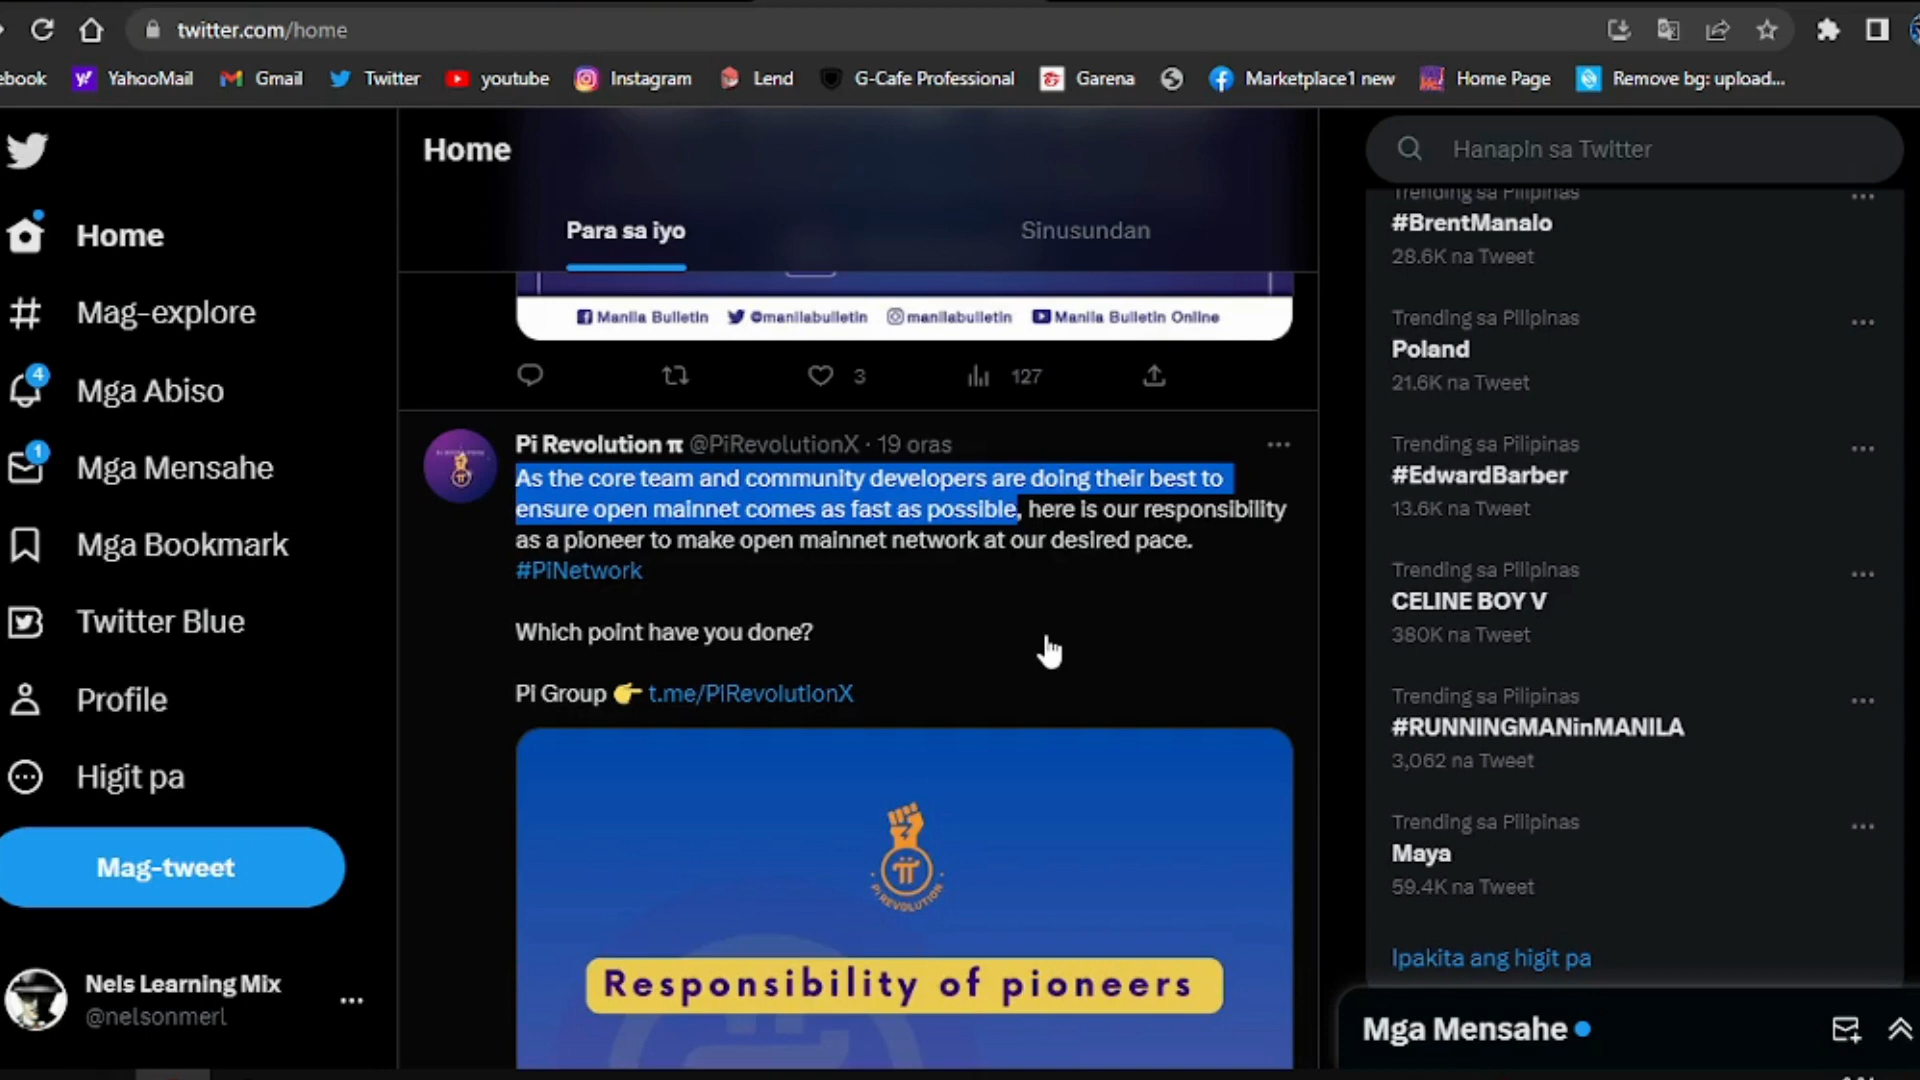 twitter.com/home
ebook YahooMail Gmail Twitter youtube Instagram Lend G-Cafe Professional Garena Marketplace1 new Home Page Remove bg: upload...
Home
Mag-explore
4
Mga Abiso
1
Mga Mensahe
Mga Bookmark
Twitter Blue
Profile
Higit pa
Mag-tweet
Nels Learning Mix
@nelsonmerl
Home
Para sa iyo Sinusundan
Manila Bulletin @manilabulletin manilabulletin Manila Bulletin Online
3 127
Pi Revolution π @PiRevolutionX · 19 oras
As the core team and community developers are doing their best to
ensure open mainnet comes as fast as possible, here is our responsibility
as a pioneer to make open mainnet network at our desired pace.
#PiNetwork
Which point have you done?
Pi Group 👉 t.me/PiRevolutionX
π
PI REVOLUTION
Responsibility of pioneers
Hanapin sa Twitter
Trending sa Pilipinas
#BrentManalo
28.6K na Tweet
Trending sa Pilipinas
Poland
21.6K na Tweet
Trending sa Pilipinas
#EdwardBarber
13.6K na Tweet
Trending sa Pilipinas
CELINE BOY V
380K na Tweet
Trending sa Pilipinas
#RUNNINGMANinMANILA
3,062 na Tweet
Trending sa Pilipinas
Maya
59.4K na Tweet
Ipakita ang higit pa
Mga Mensahe